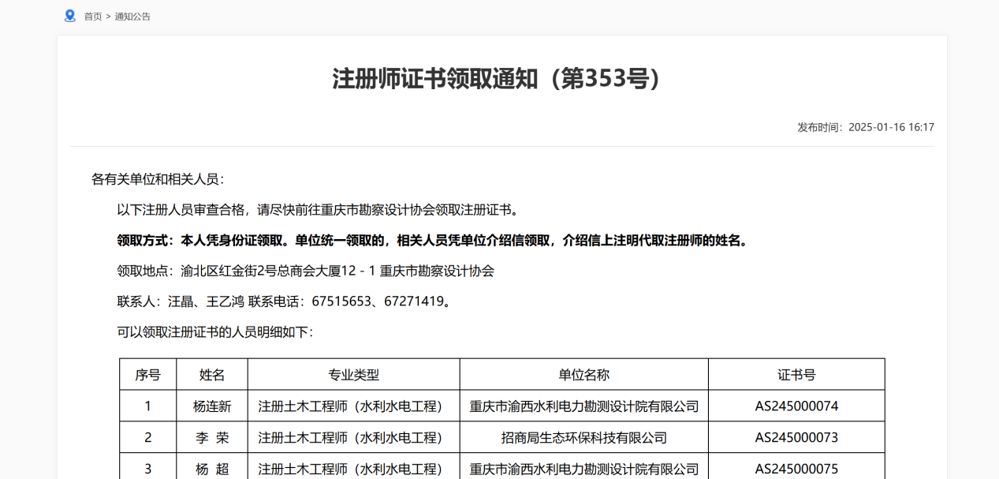 首页 > 通知公告
注册师证书领取通知（第353号）
发布时间：2025-01-16 16:17
各有关单位和相关人员：
以下注册人员审查合格，请尽快前往重庆市勘察设计协会领取注册证书。
领取方式：本人凭身份证领取。单位统一领取的，相关人员凭单位介绍信领取，介绍信上注明代取注册师的姓名。
领取地点：渝北区红金街2号总商会大厦12－1 重庆市勘察设计协会
联系人：汪晶、王乙鸿 联系电话：67515653、67271419。
可以领取注册证书的人员明细如下：
序号 姓名 专业类型 单位名称 证书号
1 杨连新 注册土木工程师（水利水电工程） 重庆市渝西水利电力勘测设计院有限公司 AS245000074
2 李 荣 注册土木工程师（水利水电工程） 招商局生态环保科技有限公司 AS245000073
3 杨 超 注册土木工程师（水利水电工程） 重庆市渝西水利电力勘测设计院有限公司 AS245000075